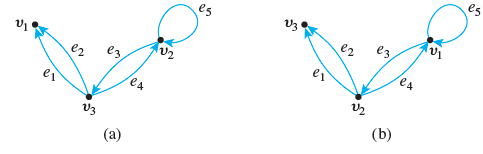 v₁ e₁ e₂ e₃ e₄ v₂ e₅ v₃
(a)
v₃ e₁ e₂ e₃ e₄ v₁ e₅ v₂
(b)